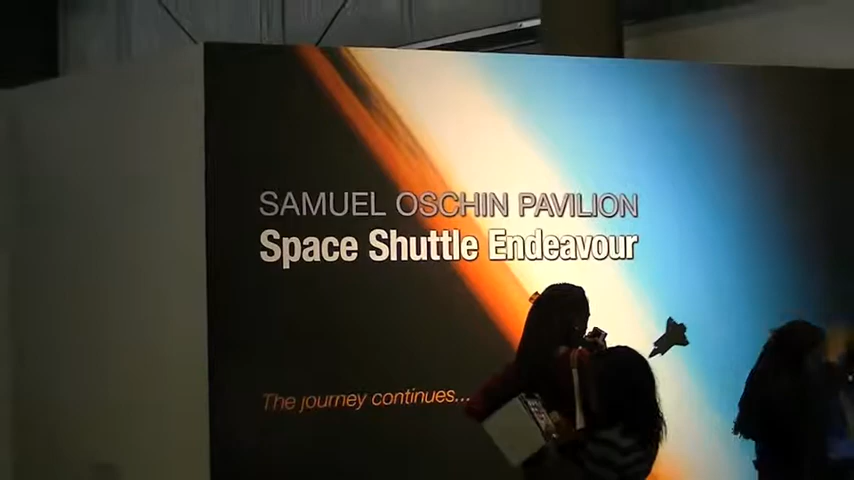 SAMUEL OSCHIN PAVILION
Space Shuttle Endeavour
The journey continues...